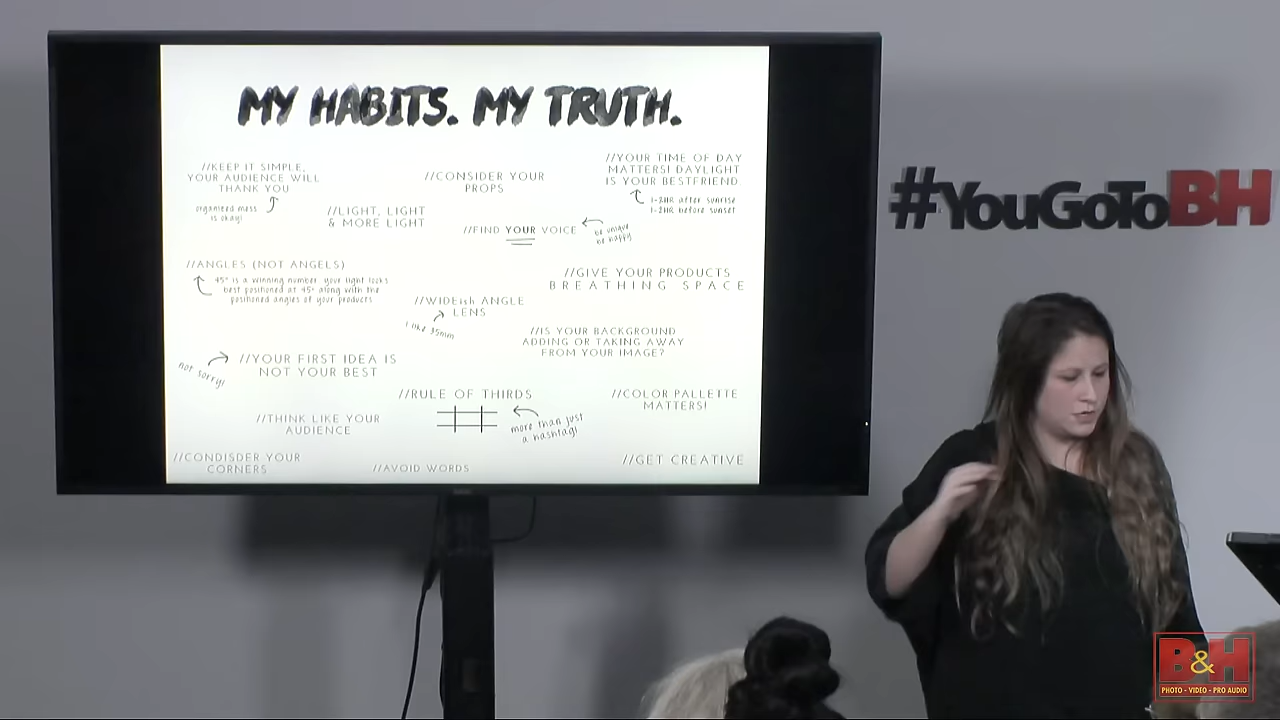 MY HABITS. MY TRUTH.
//KEEP IT SIMPLE,
YOUR AUDIENCE WILL
THANK YOU
organized mess
is okay!
//LIGHT, LIGHT
& MORE LIGHT
//CONSIDER YOUR
PROPS
//YOUR TIME OF DAY
MATTERS! DAYLIGHT
IS YOUR BESTFRIEND
1-2HR after sunrise
1-2HR before sunset
//FIND YOUR VOICE
be unique
be happy
//ANGLES (NOT ANGELS)
45° is a winning number. your light looks
best positioned at 45° along with the
positioned angles of your products
//GIVE YOUR PRODUCTS
BREATHING SPACE
//WIDEish ANGLE
LENS
I like 35mm
//IS YOUR BACKGROUND
ADDING OR TAKING AWAY
FROM YOUR IMAGE?
not sorry!
//YOUR FIRST IDEA IS
NOT YOUR BEST
//RULE OF THIRDS
more than just
a hashtag!
//COLOR PALLETTE
MATTERS!
//THINK LIKE YOUR
AUDIENCE
//CONDISDER YOUR
CORNERS
//AVOID WORDS
//GET CREATIVE
#YouGoToBH
B&H
PHOTO - VIDEO - PRO AUDIO